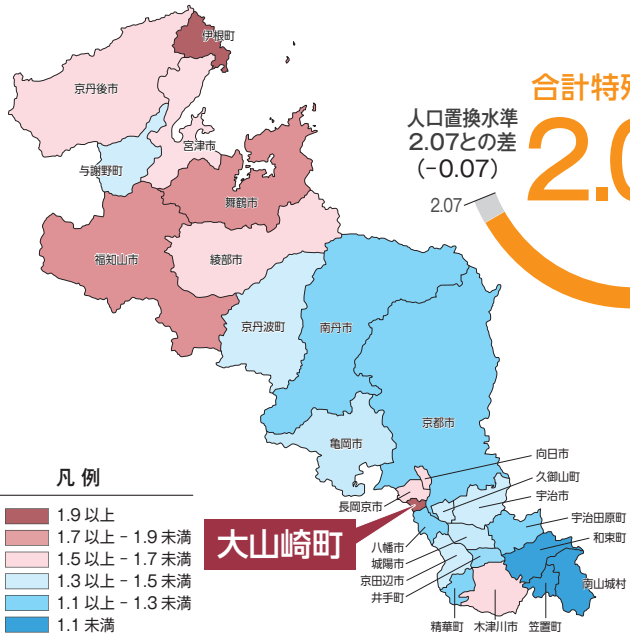 伊根町
京丹後市
宮津市
与謝野町
舞鶴市
福知山市
綾部市
京丹波町
南丹市
京都市
亀岡市
向日市
久御山町
長岡京市
宇治市
宇治田原町
大山崎町
八幡市
和束町
城陽市
京田辺市
南山城村
井手町
精華町
木津川市
笠置町
合計特殊
人口置換水準
2.07との差
(-0.07)
2.07
2.0
凡例
1.9 以上
1.7 以上 - 1.9 未満
1.5 以上 - 1.7 未満
1.3 以上 - 1.5 未満
1.1 以上 - 1.3 未満
1.1 未満